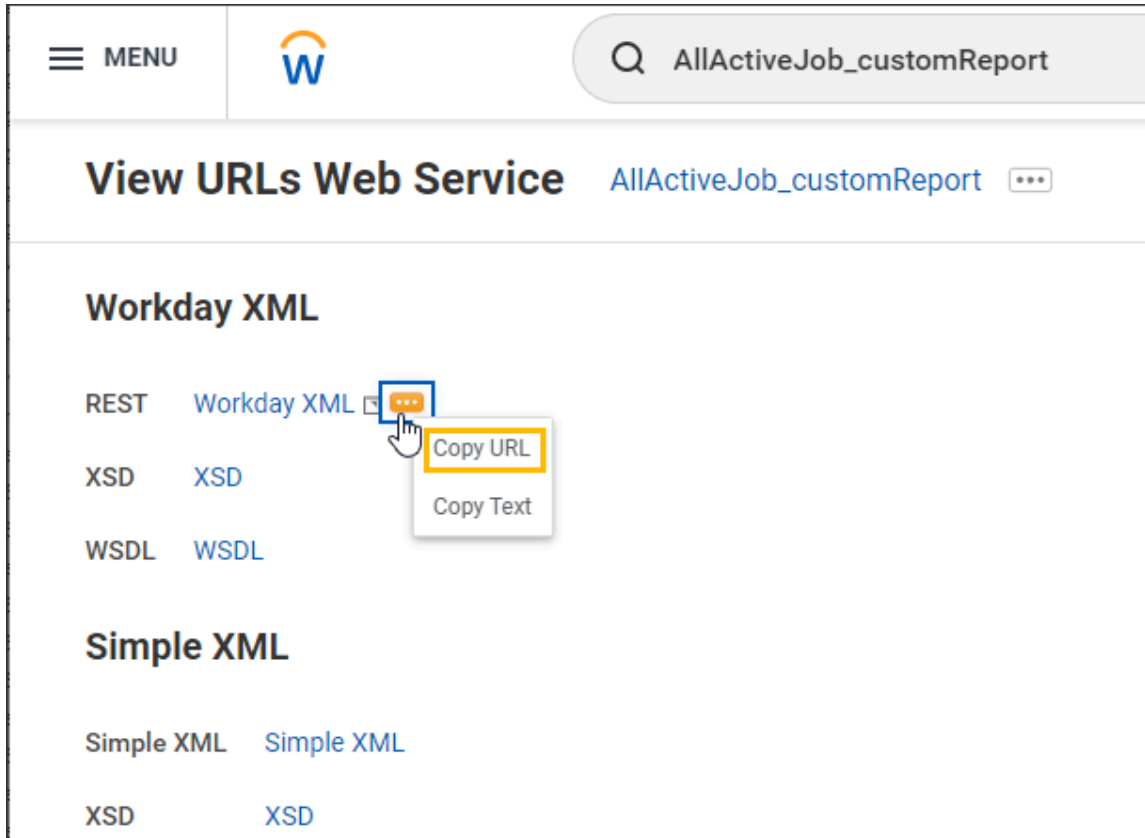 MENU
W
AllActiveJob_customReport
View URLs Web Service AllActiveJob_customReport
Workday XML
REST Workday XML
Copy URL
XSD XSD
Copy Text
WSDL WSDL
Simple XML
Simple XML Simple XML
XSD XSD